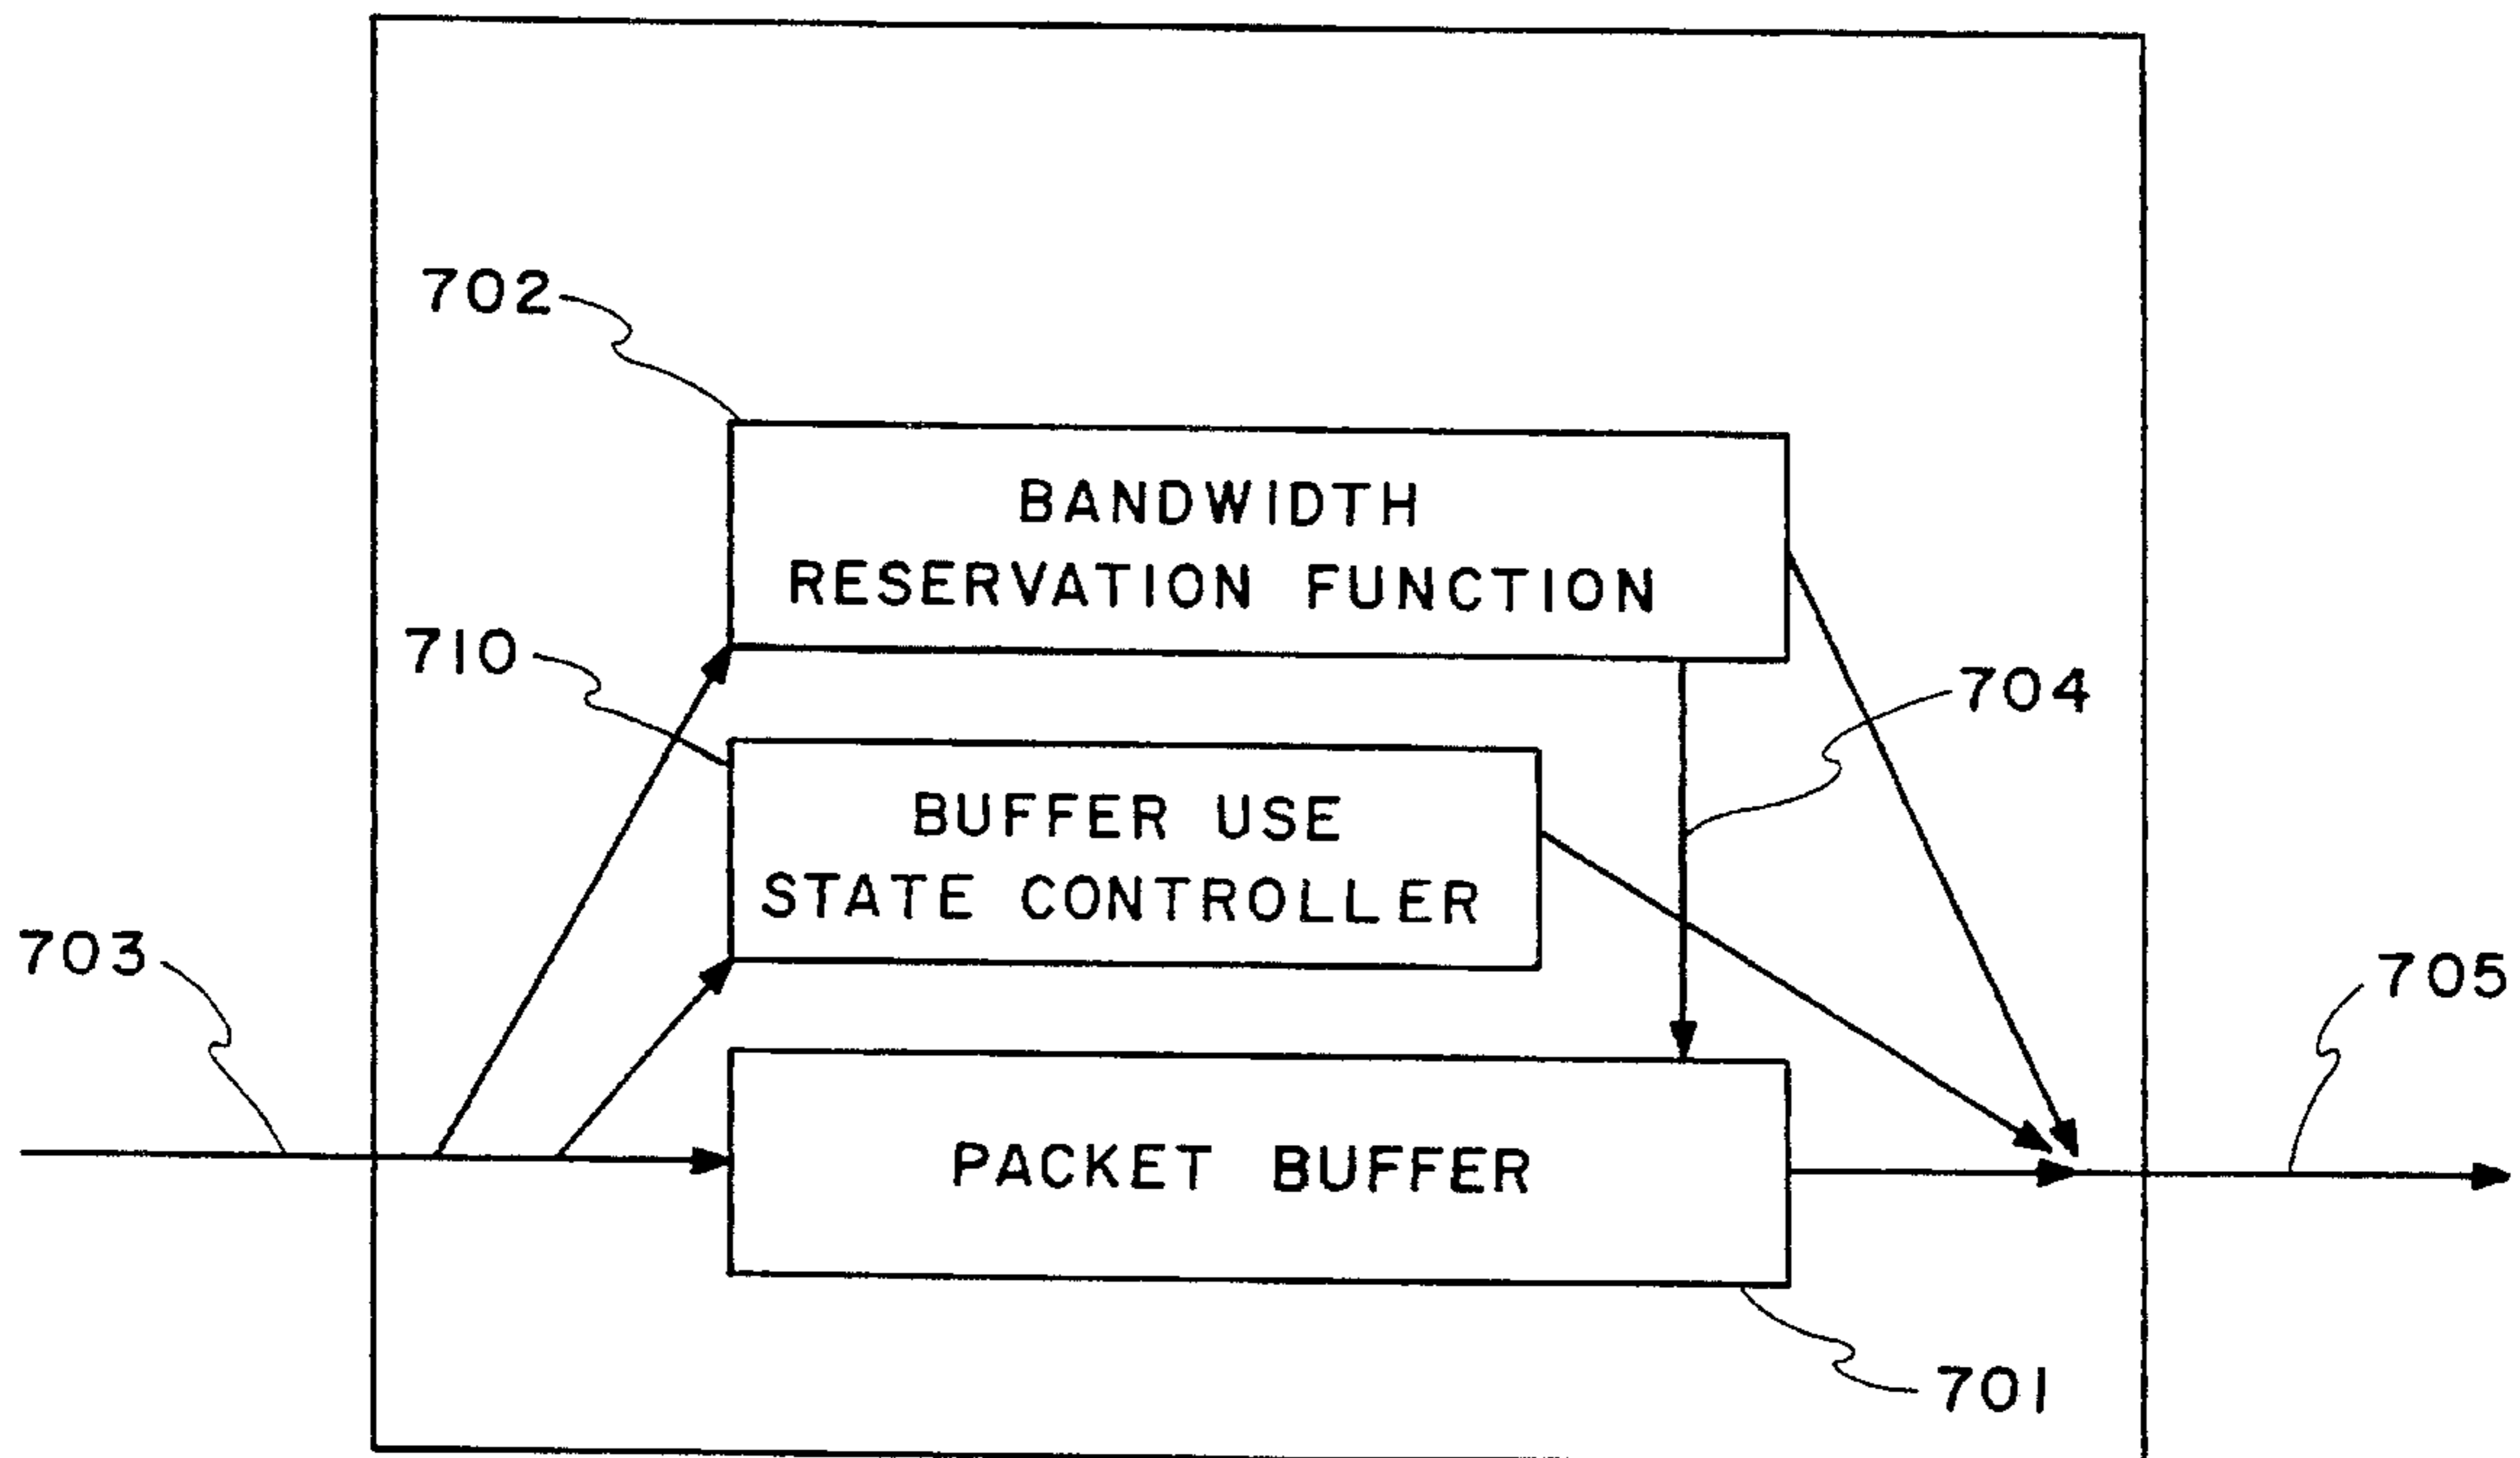 702
BANDWIDTH
RESERVATION FUNCTION
710
704
BUFFER USE
STATE CONTROLLER
703
705
PACKET BUFFER
701